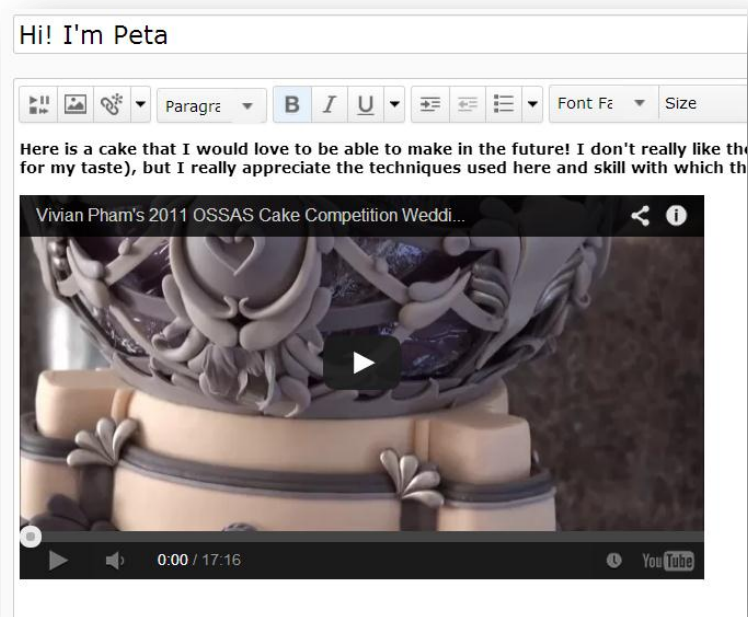 Hi! I'm Peta
Paragra
B I U
Font Fa
Size
Here is a cake that I would love to be able to make in the future! I don't really like the
for my taste), but I really appreciate the techniques used here and skill with which th
Vivian Pham's 2011 OSSAS Cake Competition Weddi...
0:00 / 17:16
YouTube